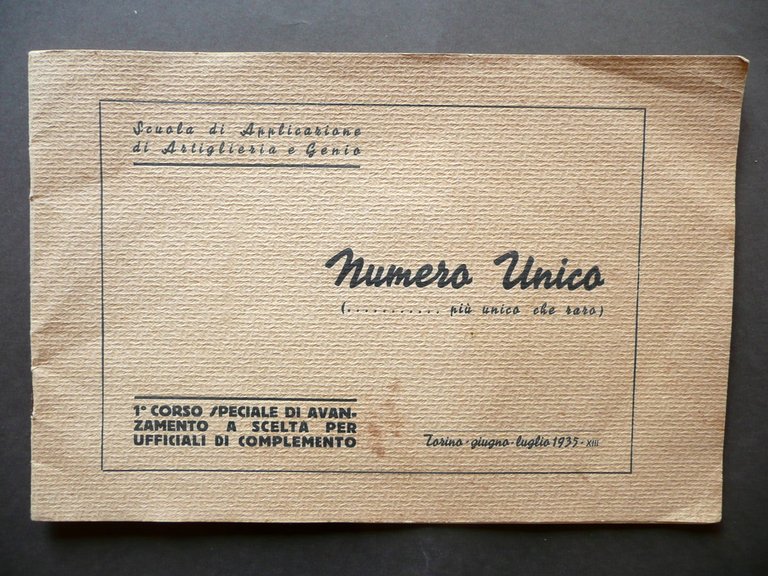 Scuola di Applicazione
di Artiglieria e Genio
Numero Unico
(........... più unico che raro)
1° CORSO SPECIALE DI AVAN-
ZAMENTO A SCELTA PER
UFFICIALI DI COMPLEMENTO
Torino - giugno - luglio 1935 - XIII